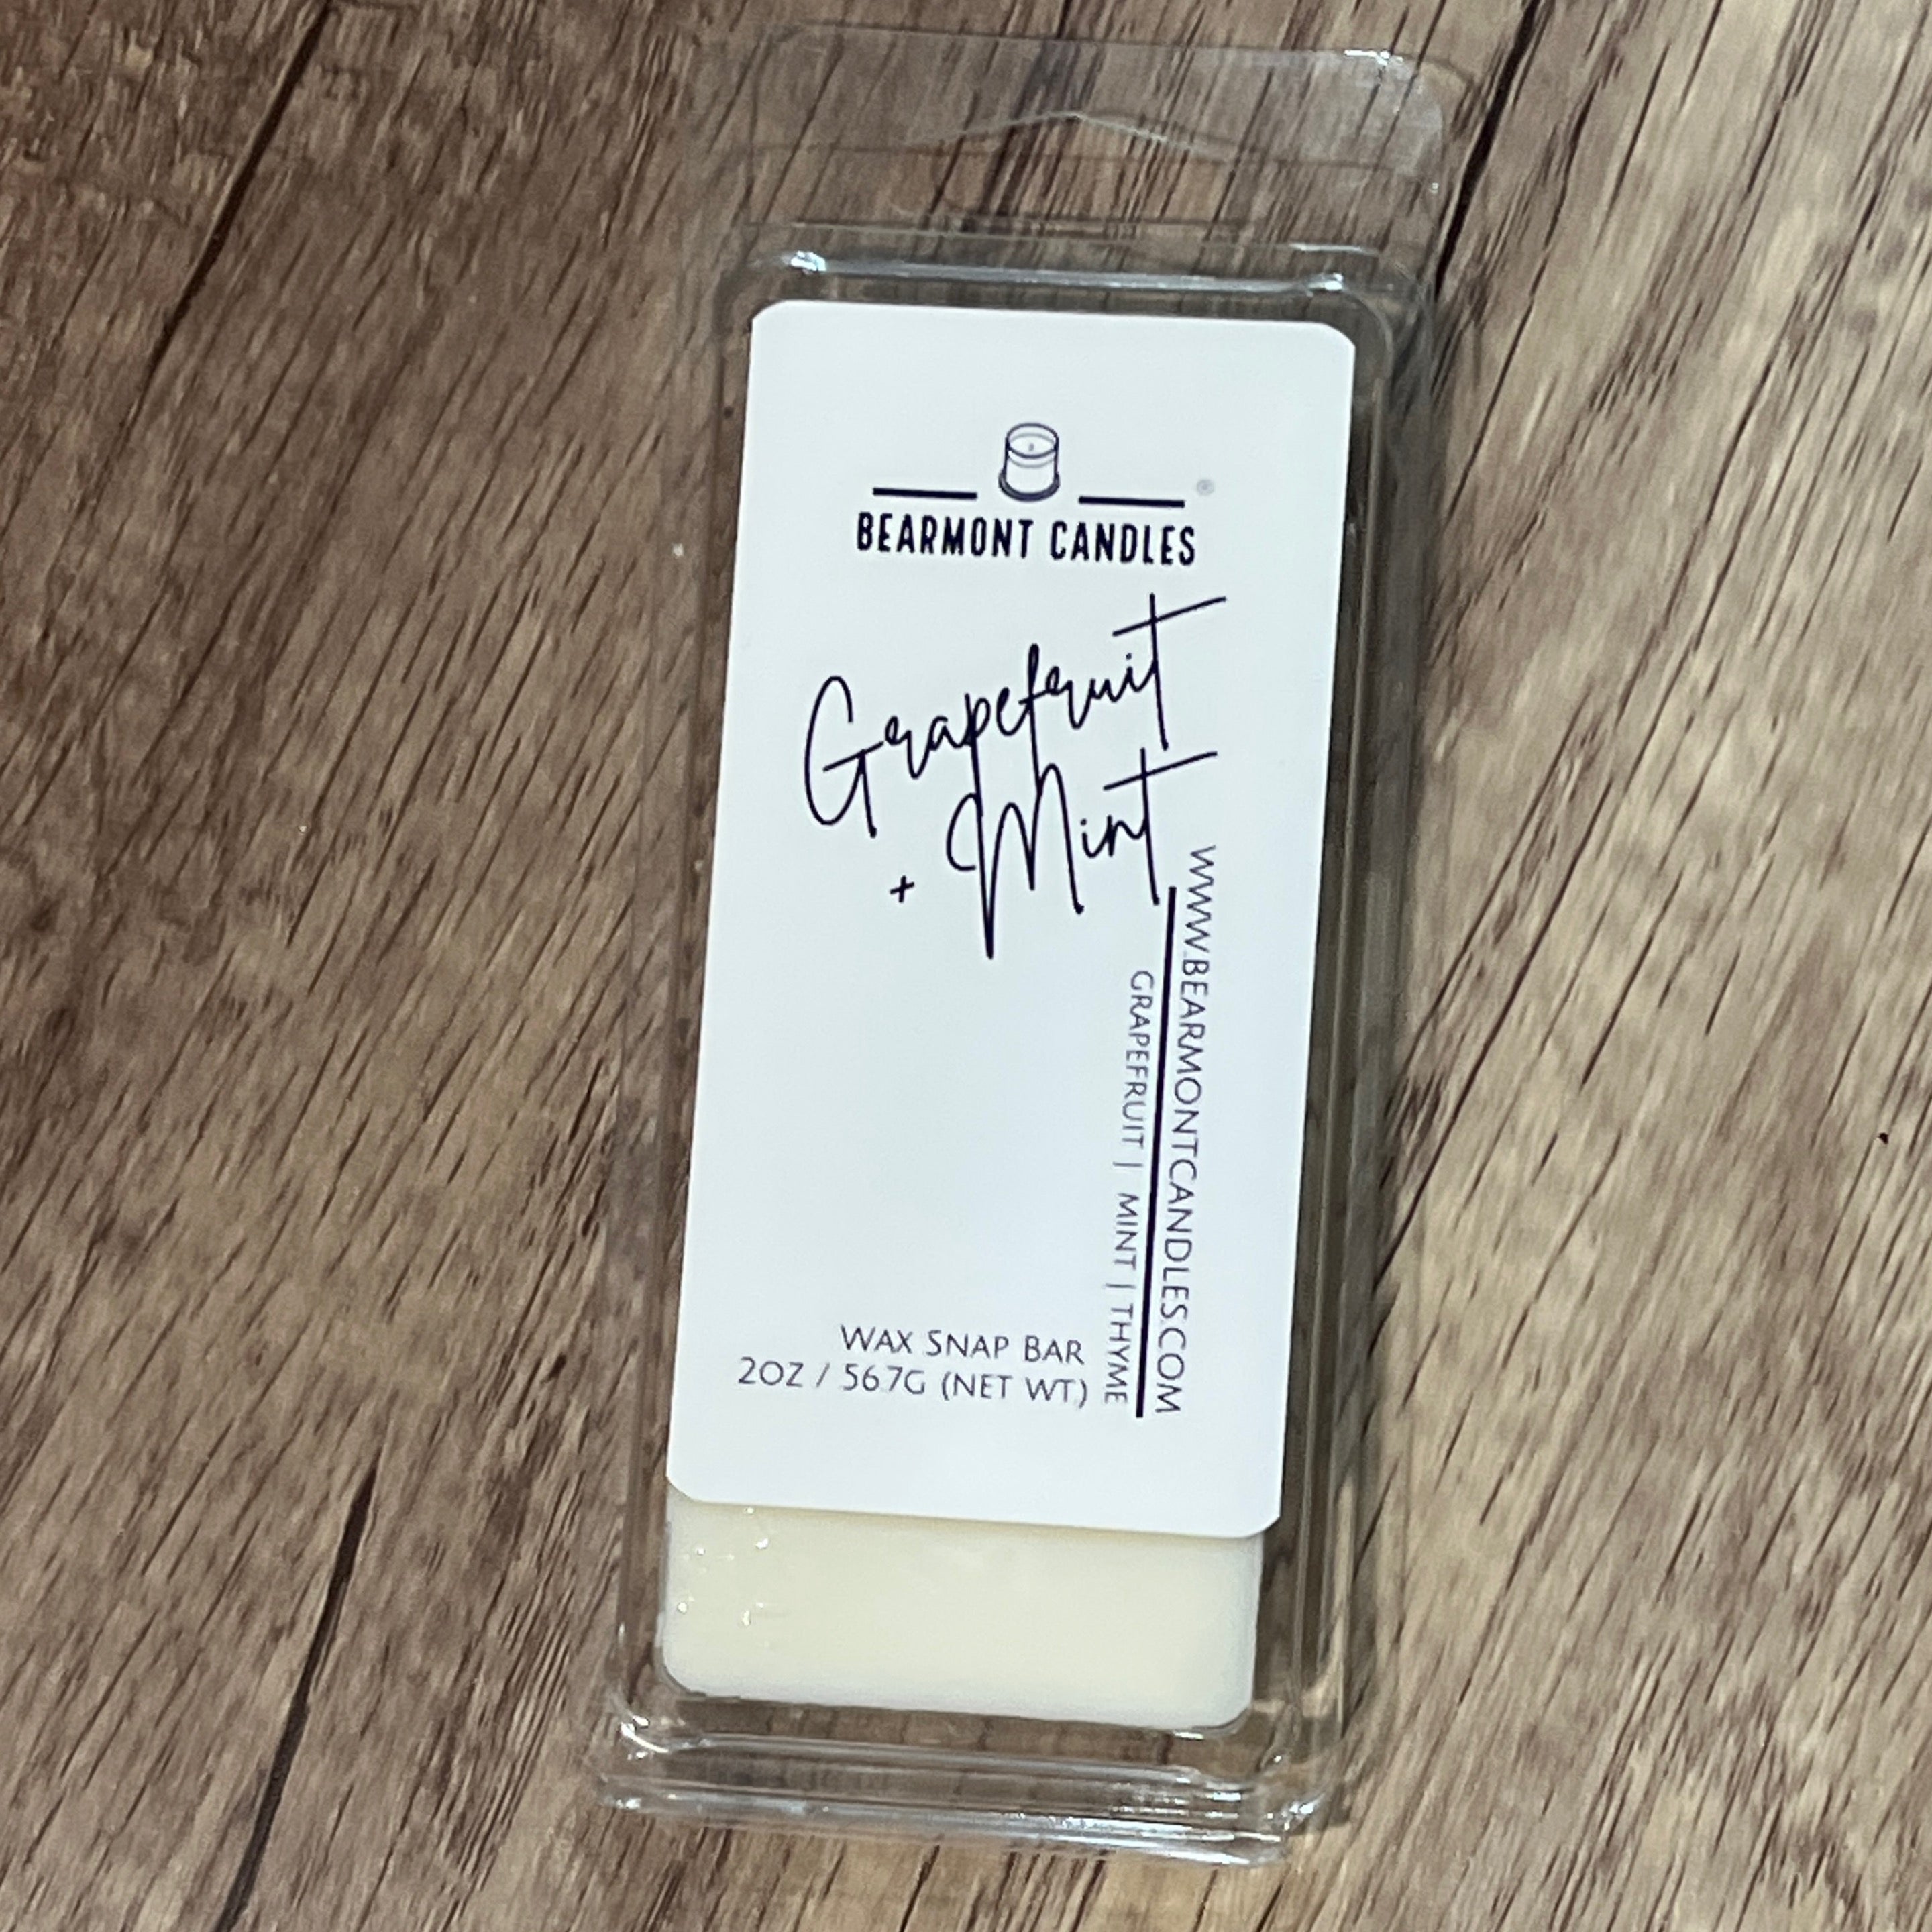 BEARMONT CANDLES®
Grapefruit
+ Mint
WWW.BEARMONTCANDLES.COM
GRAPEFRUIT | MINT | THYME
WAX SNAP BAR
2OZ / 56.7G (NET WT)